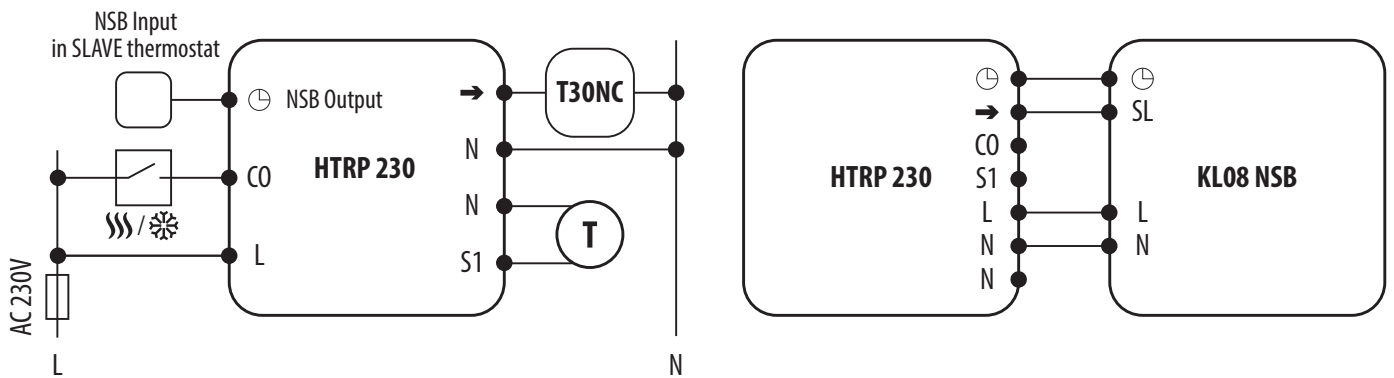 NSB Input
in SLAVE thermostat
NSB Output
HTRP 230
CO
L
N
N
S1
T30NC
T
/
AC 230V
L
N
HTRP 230
CO
S1
L
N
N
KL08 NSB
SL
L
N